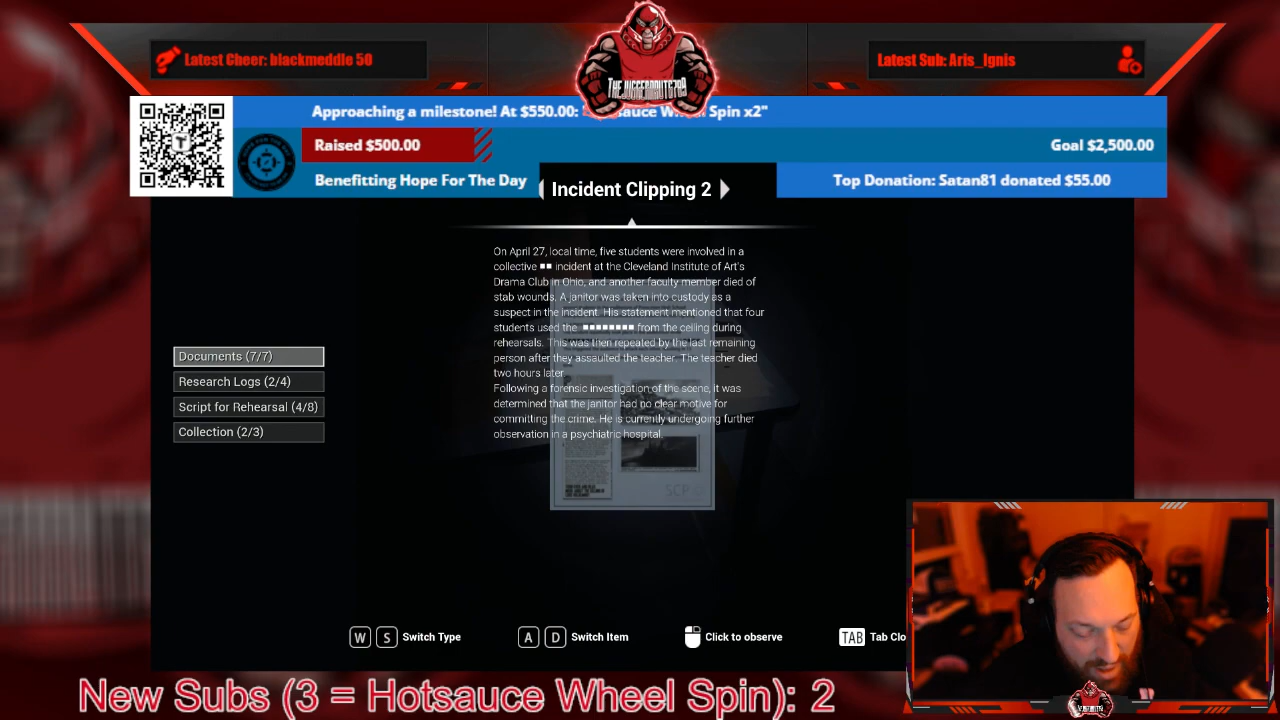 Latest Cheer: blackmeddle 50
Latest Sub: Aris_Ignis
THEJUGGERNAUT6789
Approaching a milestone! At $550.00: sauce W Spin x2"
Raised $500.00
Goal $2,500.00
Benefitting Hope For The Day
Top Donation: Satan81 donated $55.00
Incident Clipping 2
On April 27, local time, five students were involved in a
collective ■■ incident at the Cleveland Institute of Art's
Drama Club in Ohio, and another faculty member died of
stab wounds. A janitor was taken into custody as a
suspect in the incident. His statement mentioned that four
students used the ■■■■■■■■ from the ceiling during
rehearsals. This was then repeated by the last remaining
person after they assaulted the teacher. The teacher died
two hours later
Following a forensic investigation of the scene, it was
determined that the janitor had no clear motive for
committing the crime. He is currently undergoing further
observation in a psychiatric hospital.
SCP
Documents (7/7)
Research Logs (2/4)
Script for Rehearsal (4/8)
Collection (2/3)
W S Switch Type
A D Switch Item
Click to observe
TAB Tab Clo
New Subs (3 = Hotsauce Wheel Spin): 2